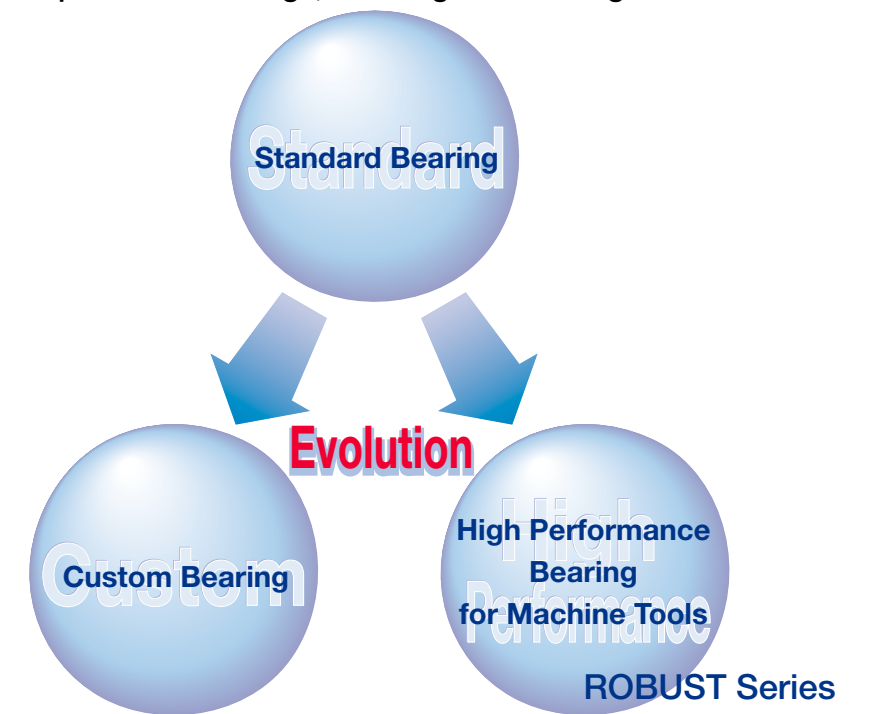 Standard
Standard Bearing
Evolution
Custom
Custom Bearing
High
Performance
High Performance
Bearing
for Machine Tools
ROBUST Series